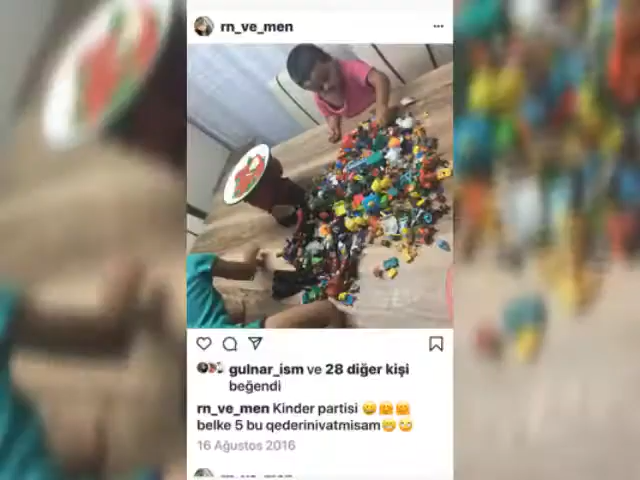 rn_ve_men
gulnar_ism ve 28 diğer kişi
beğendi
rn_ve_men Kinder partisi 😄🤗🤗
belke 5 bu qederinivatmisam
16 Ağustos 2016